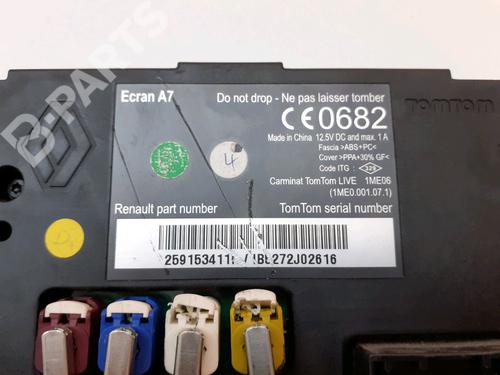 B-PARTS
Ecran A7
Do not drop - Ne pas laisser tomber
CE0682
TOMTOM
Made in China 12.5V DC and max. 1 A
Fascia >ABS+PC<
Cover >PPA+30% GF<
Code ITG : 326
4
Carminat TomTom LIVE 1ME06
(1ME0.001.07.1)
Renault part number
TomTom serial number